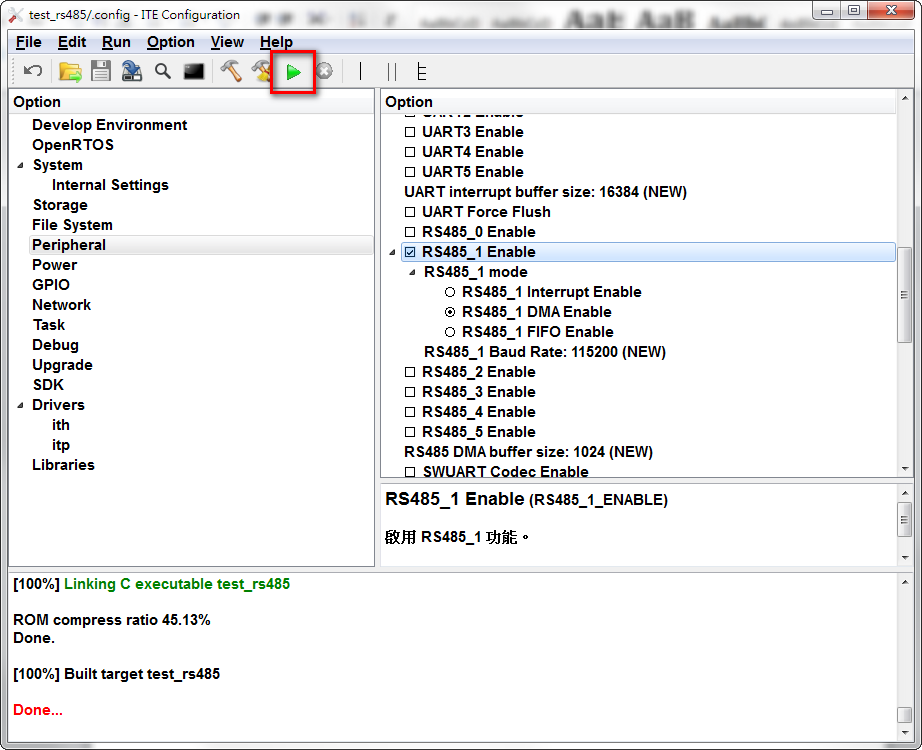 test_rs485/.config - ITE Configuration
File Edit Run Option View Help
Option
Develop Environment
OpenRTOS
System
Internal Settings
Storage
File System
Peripheral
Power
GPIO
Network
Task
Debug
Upgrade
SDK
Drivers
ith
itp
Libraries
Option
UART2 Enable
UART3 Enable
UART4 Enable
UART5 Enable
UART interrupt buffer size: 16384 (NEW)
UART Force Flush
RS485_0 Enable
RS485_1 Enable
RS485_1 mode
RS485_1 Interrupt Enable
RS485_1 DMA Enable
RS485_1 FIFO Enable
RS485_1 Baud Rate: 115200 (NEW)
RS485_2 Enable
RS485_3 Enable
RS485_4 Enable
RS485_5 Enable
RS485 DMA buffer size: 1024 (NEW)
SWUART Codec Enable
RS485_1 Enable (RS485_1_ENABLE)
啟用 RS485_1 功能。
[100%] Linking C executable test_rs485
ROM compress ratio 45.13%
Done.
[100%] Built target test_rs485
Done...